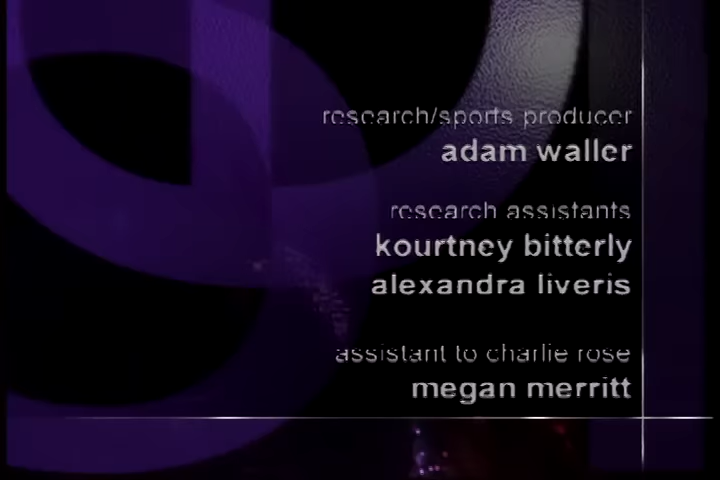 research/sports producer
adam waller
research assistants
kourtney bitterly
alexandra liveris
assistant to charlie rose
megan merritt